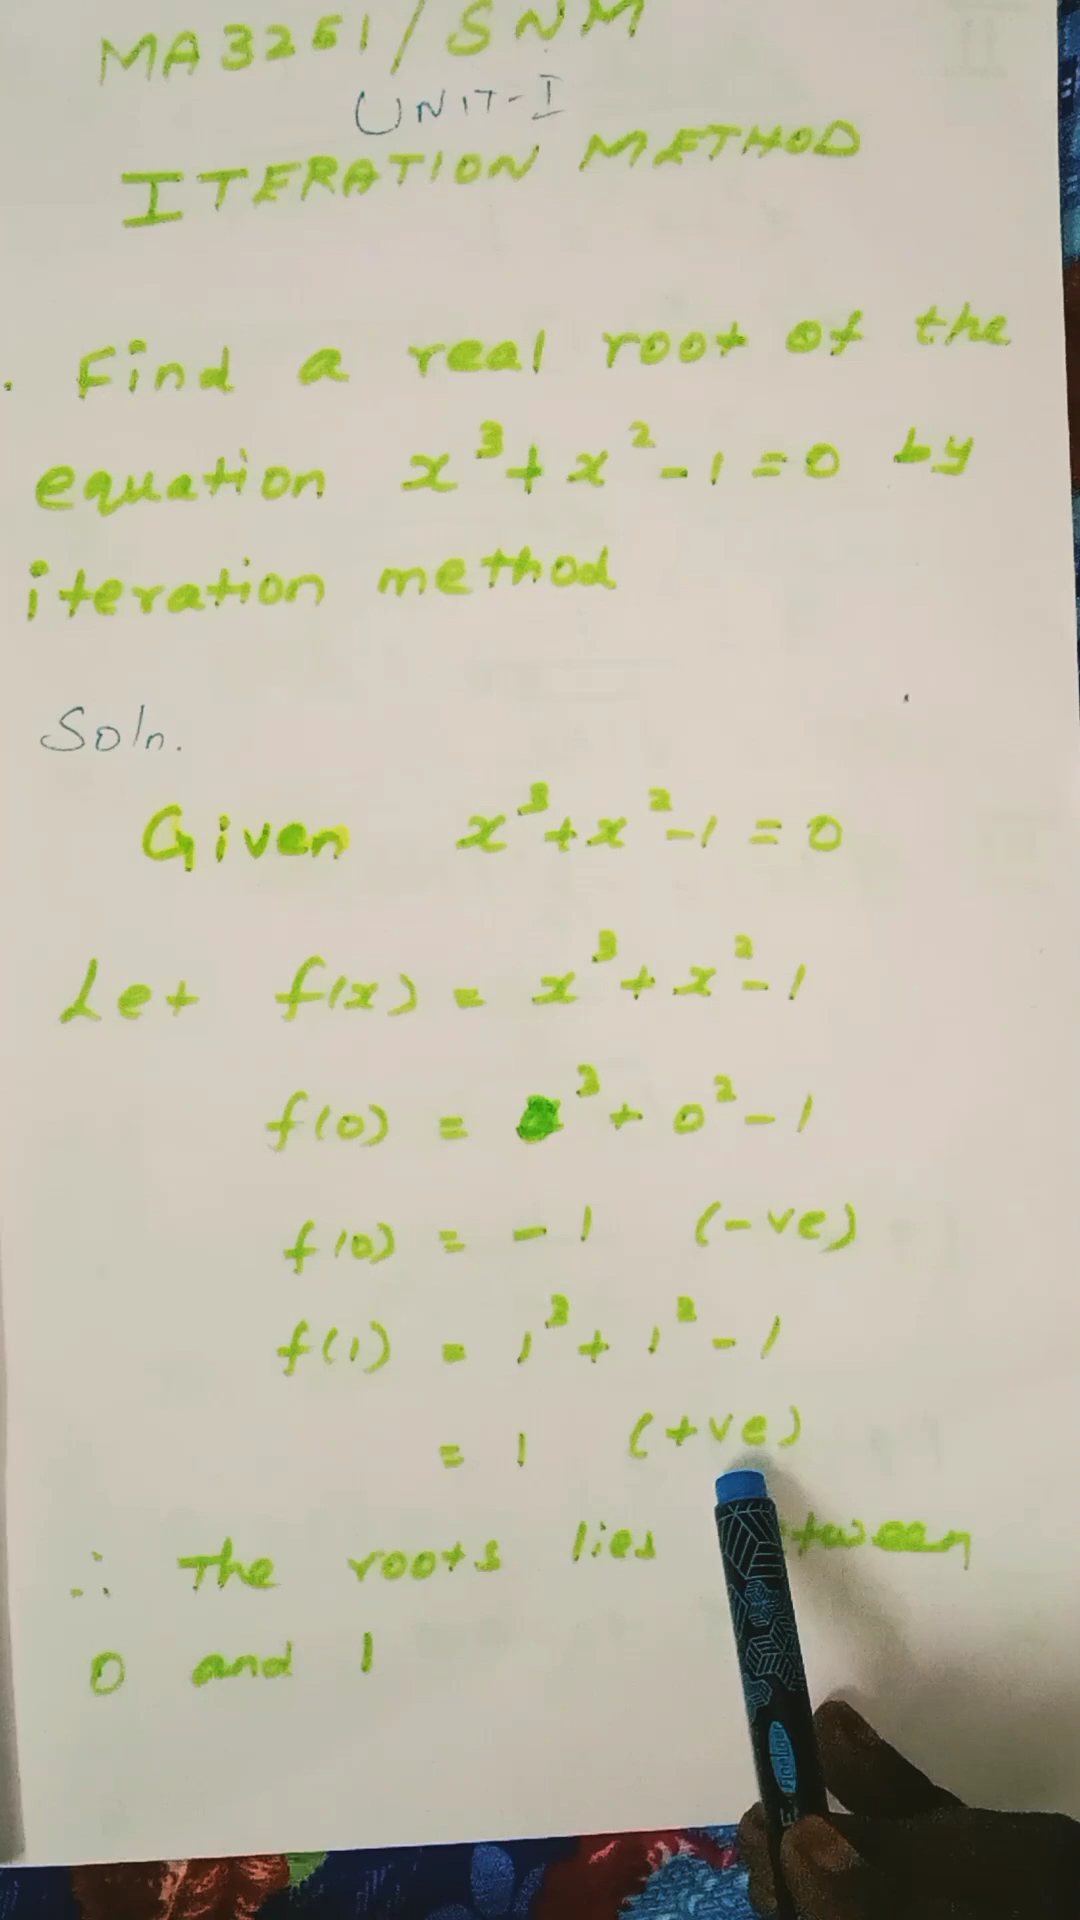 MA3251/SNM
UNIT-I
ITERATION METHOD
. Find a real root of the
equation x³+x²-1=0 by
iteration method
Soln.
Given x³+x²-1=0
Let f(x) = x³+x²-1
f(0) = 0³+0²-1
f(0) = -1 (-ve)
f(1) = 1³+1²-1
= 1 (+ve)
∴ The roots lies
0 and 1